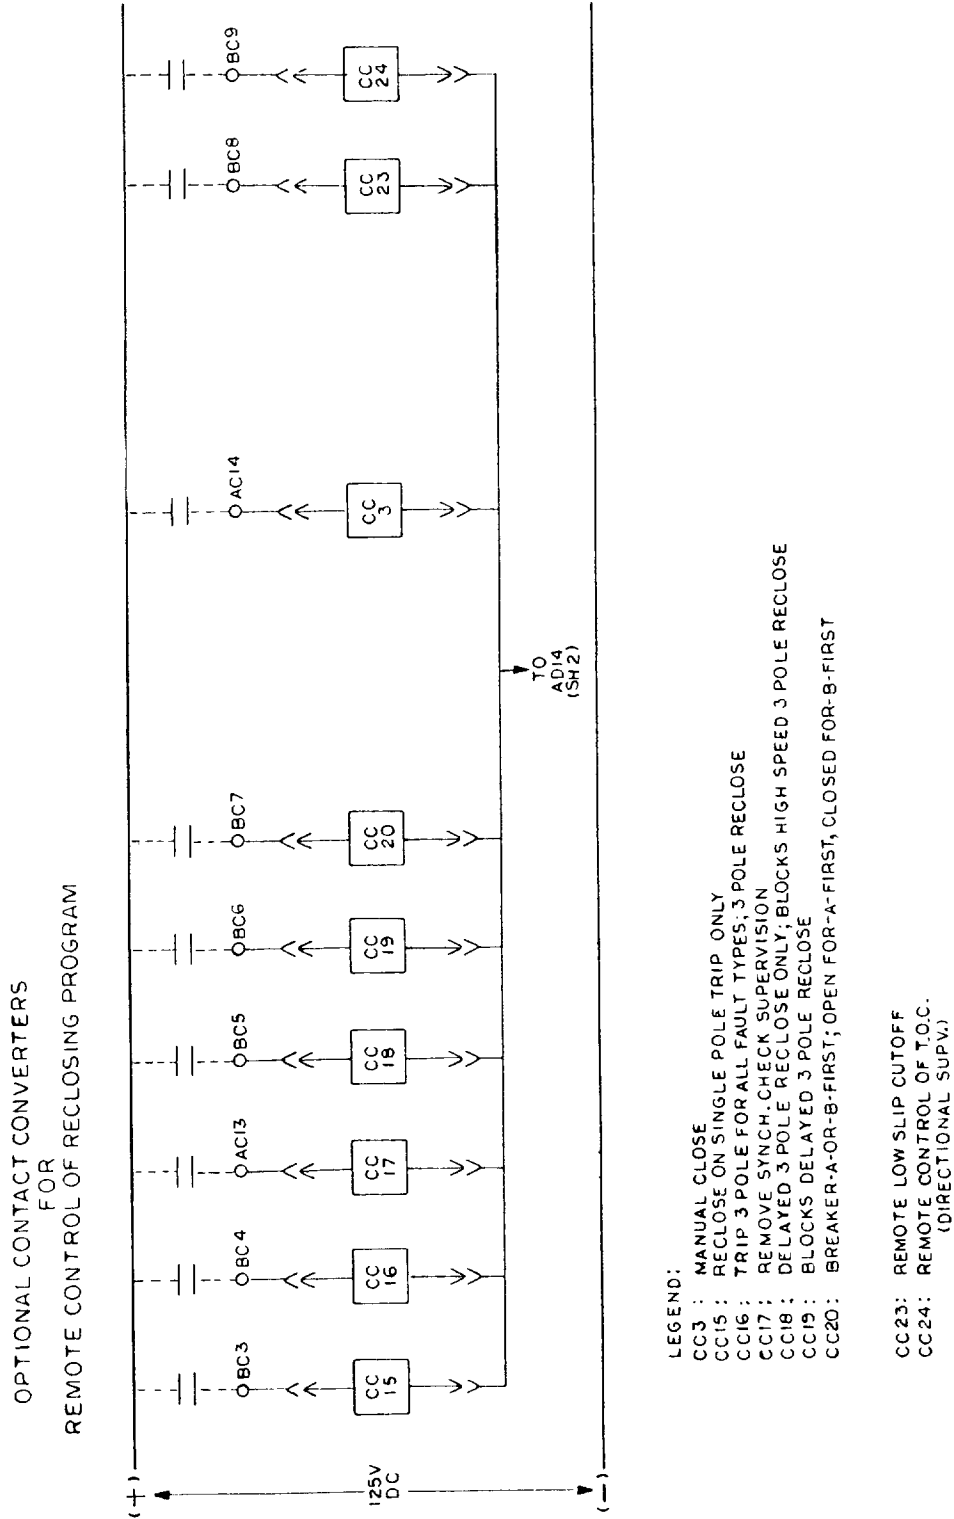 OPTIONAL CONTACT CONVERTERS
FOR
REMOTE CONTROL OF RECLOSING PROGRAM
(+)
125V
D.C
(-)
BC3
BC4
AC13
BC5
BC6
BC7
AC14
BC8
BC9
CC
15
CC
16
CC
17
CC
18
CC
19
CC
20
CC
3
CC
23
CC
24
TO
AD14
(SH 2)
LEGEND:
CC3 : MANUAL CLOSE
CC15 : RECLOSE ON SINGLE POLE TRIP ONLY
CC16 : TRIP 3 POLE FOR ALL FAULT TYPES; 3 POLE RECLOSE
CC17 : REMOVE SYNCH. CHECK SUPERVISION
CC18 : DELAYED 3 POLE RECLOSE ONLY; BLOCKS HIGH SPEED 3 POLE RECLOSE
CC19 : BLOCKS DELAYED 3 POLE RECLOSE
CC20 : BREAKER-A-OR-B-FIRST; OPEN FOR-A-FIRST, CLOSED FOR-B-FIRST
CC23: REMOTE LOW SLIP CUTOFF
CC24: REMOTE CONTROL OF T.O.C.
(DIRECTIONAL SUPV.)